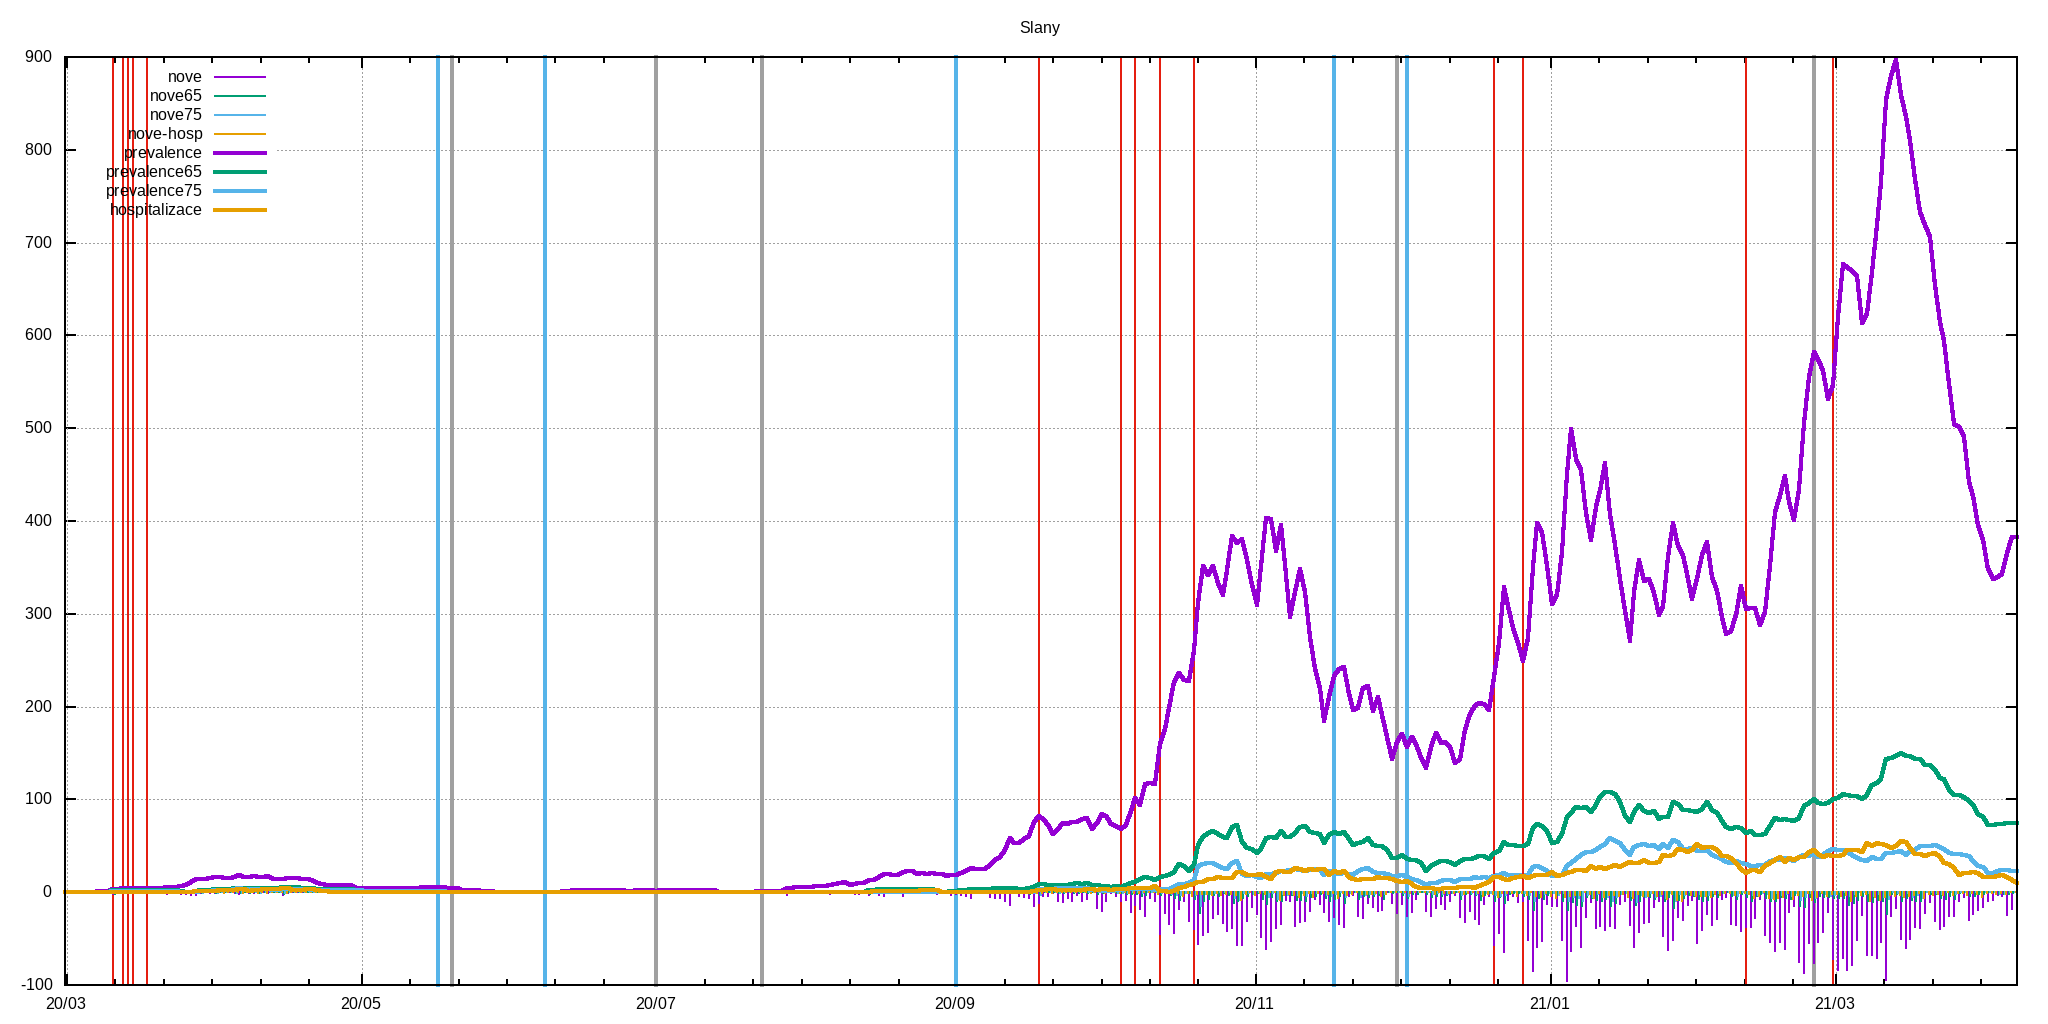 Slany
900
nove
nove65
nove75
nove-hosp
800
prevalence
prevalence65
prevalence75
hospitalizace
700
600
500
400
300
200
100
0
-100
20/03 20/05 20/07 20/09 20/11 21/01 21/03